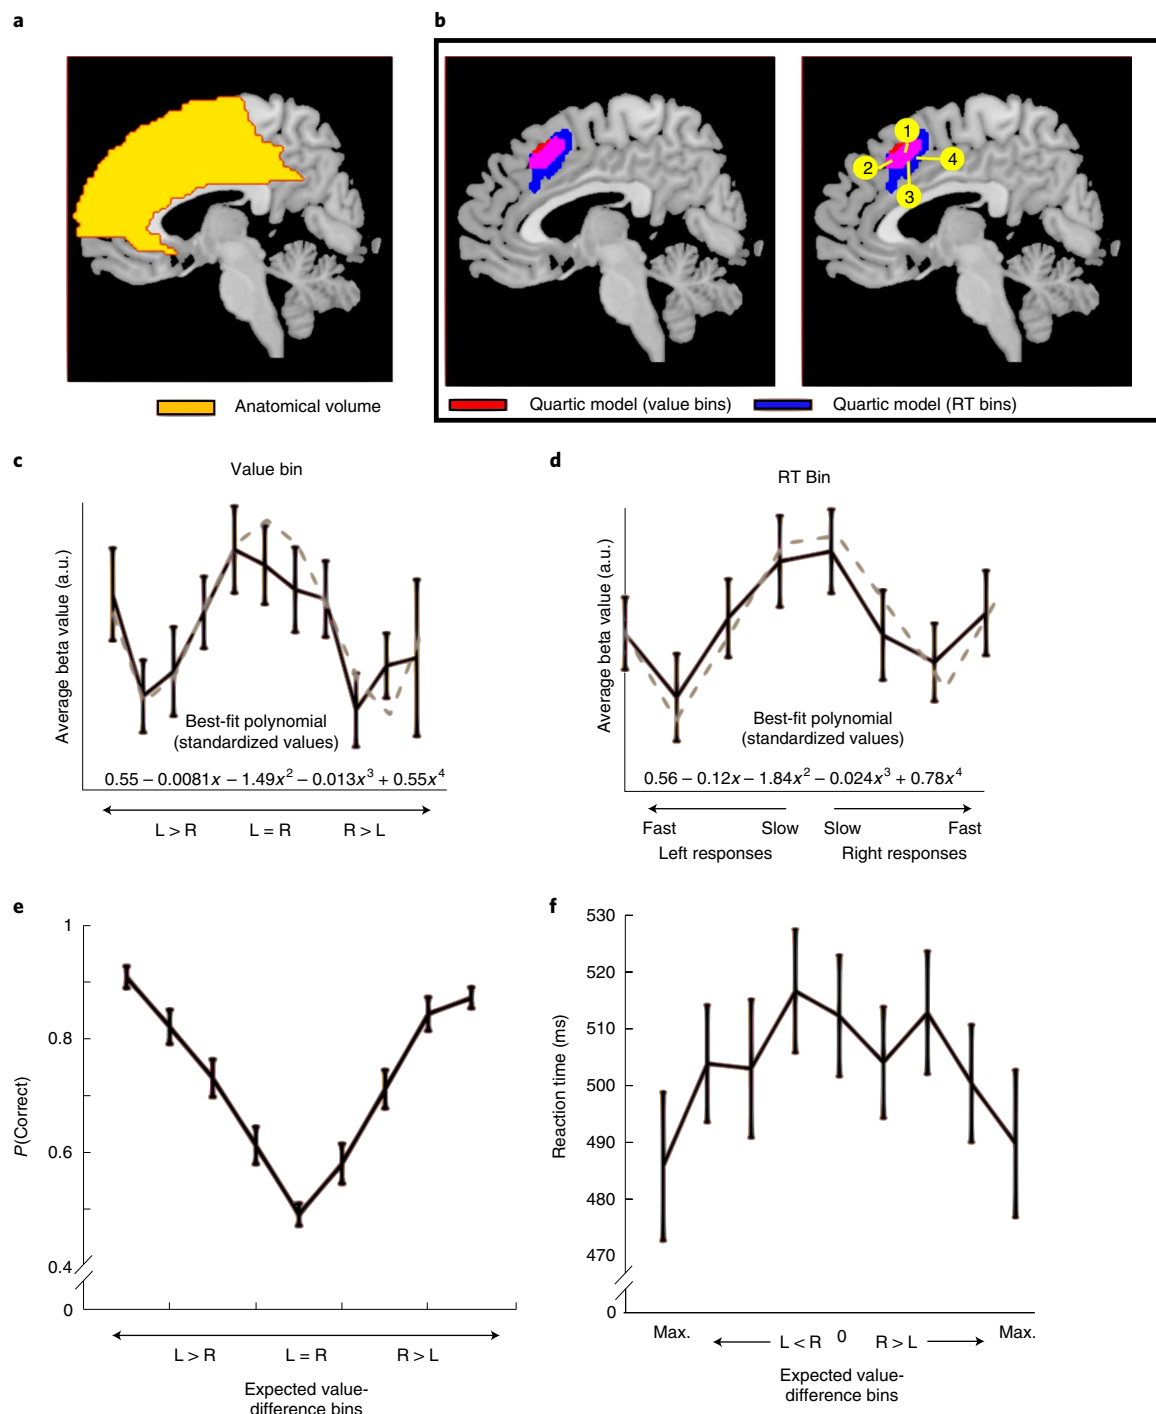 a
b
1
2
4
3
Anatomical volume
Quartic model (value bins)
Quartic model (RT bins)
c
Value bin
Average beta value (a.u.)
Best-fit polynomial
(standardized values)
0.55 – 0.0081x – 1.49x² – 0.013x³ + 0.55x⁴
L > R
L = R
R > L
d
RT Bin
Average beta value (a.u.)
Best-fit polynomial
(standardized values)
0.56 – 0.12x – 1.84x² – 0.024x³ + 0.78x⁴
Fast
Slow
Slow
Fast
Left responses
Right responses
e
1
0.8
0.6
0.4
0
P(Correct)
L > R
L = R
R > L
Expected value-
difference bins
f
530
520
510
500
490
480
470
0
Reaction time (ms)
Max.
L < R
0
R > L
Max.
Expected value-
difference bins